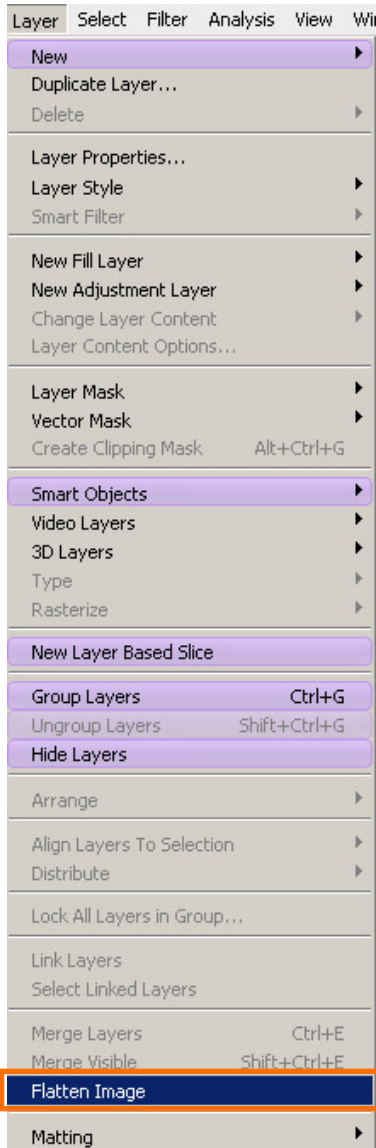 Layer Select Filter Analysis View
New
Duplicate Layer...
Delete
Layer Properties...
Layer Style
Smart Filter
New Fill Layer
New Adjustment Layer
Change Layer Content
Layer Content Options...
Layer Mask
Vector Mask
Create Clipping Mask Alt+Ctrl+G
Smart Objects
Video Layers
3D Layers
Type
Rasterize
New Layer Based Slice
Group Layers Ctrl+G
Ungroup Layers Shift+Ctrl+G
Hide Layers
Arrange
Align Layers To Selection
Distribute
Lock All Layers in Group...
Link Layers
Select Linked Layers
Merge Layers Ctrl+E
Merge Visible Shift+Ctrl+E
Flatten Image
Matting